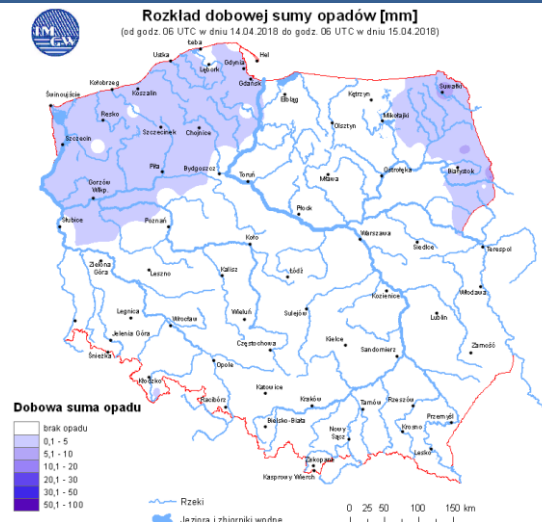 IM
GW
Rozkład dobowej sumy opadów [mm]
(od godz. 06 UTC w dniu 14.04.2018 do godz. 06 UTC w dniu 15.04.2018)
Łeba
Ustka
Hel
Gdynia
Lębork
Gdańsk
Kołobrzeg
Koszalin
Świnoujście
Elbląg
Kętrzyn
Suwałki
Resko
Szczecinek
Chojnice
Olsztyn
Mikołajki
Szczecin
Piła
Bydgoszcz
Toruń
Mława
Ostrołęka
Białystok
Gorzów
Wlkp.
Płock
Słubice
Poznań
Koło
Warszawa
Siedlce
Terespol
Zielona
Góra
Leszno
Kalisz
Łódź
Kozienice
Włodawa
Legnica
Wrocław
Wieluń
Sulejów
Lublin
Jelenia Góra
Śnieżka
Częstochowa
Kielce
Sandomierz
Zamość
Kłodzko
Opole
Katowice
Racibórz
Kraków
Tarnów
Rzeszów
Przemyśl
Bielsko-Biała
Nowy
Sącz
Krosno
Lesko
Zakopane
Kasprowy Wierch
Dobowa suma opadu
brak opadu
0,1 - 5
5,1 - 10
10,1 - 20
20,1 - 30
30,1 - 50
50,1 - 100
Rzeki
Jeziora i zbiorniki wodne
0 25 50 100 150 km